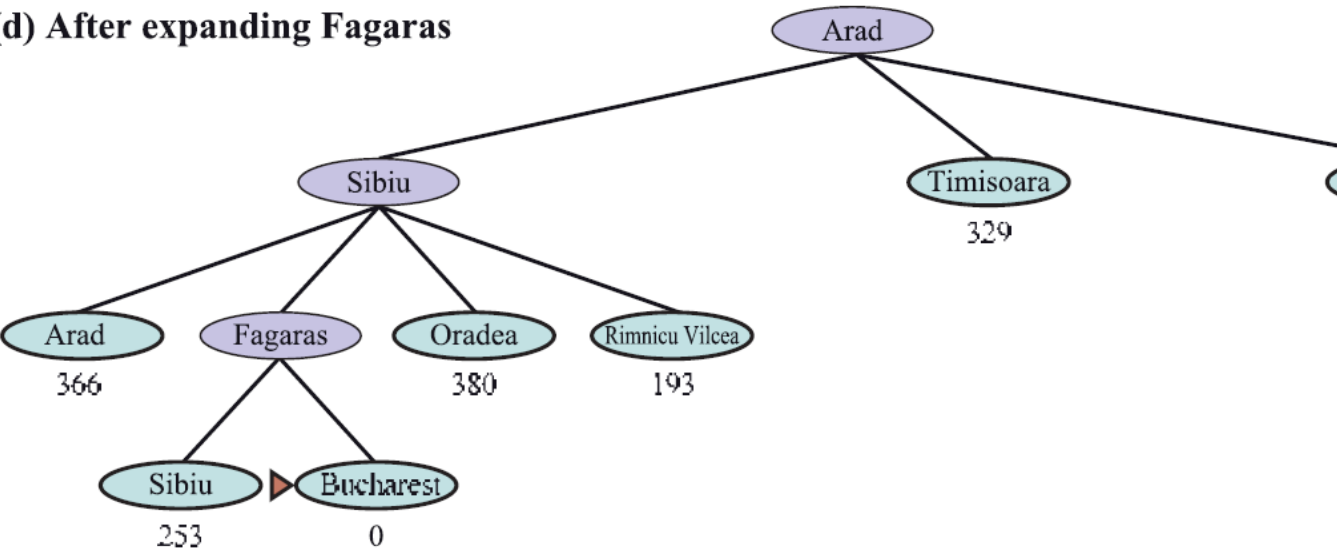 d) After expanding Fagaras
Arad
Sibiu
Timisoara
329
Arad
Fagaras
Oradea
Rimnicu Vilcea
366
380
193
Sibiu
Bucharest
253
0